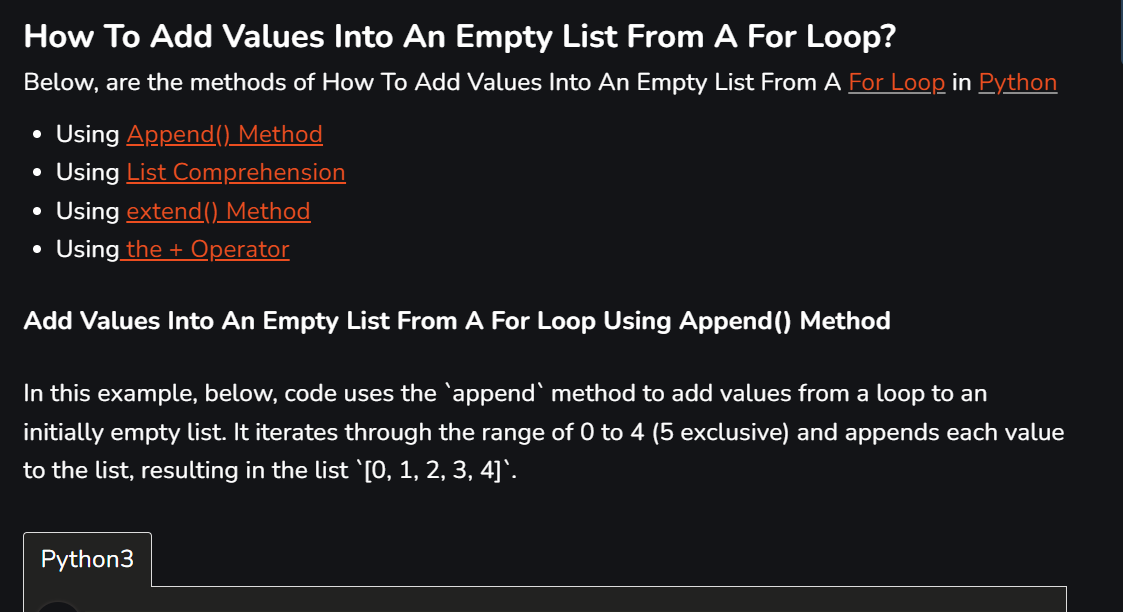 How To Add Values Into An Empty List From A For Loop?
Below, are the methods of How To Add Values Into An Empty List From A For Loop in Python
• Using Append() Method
• Using List Comprehension
• Using extend() Method
• Using the + Operator
Add Values Into An Empty List From A For Loop Using Append() Method
In this example, below, code uses the `append` method to add values from a loop to an
initially empty list. It iterates through the range of 0 to 4 (5 exclusive) and appends each value
to the list, resulting in the list `[0, 1, 2, 3, 4]`.
Python3